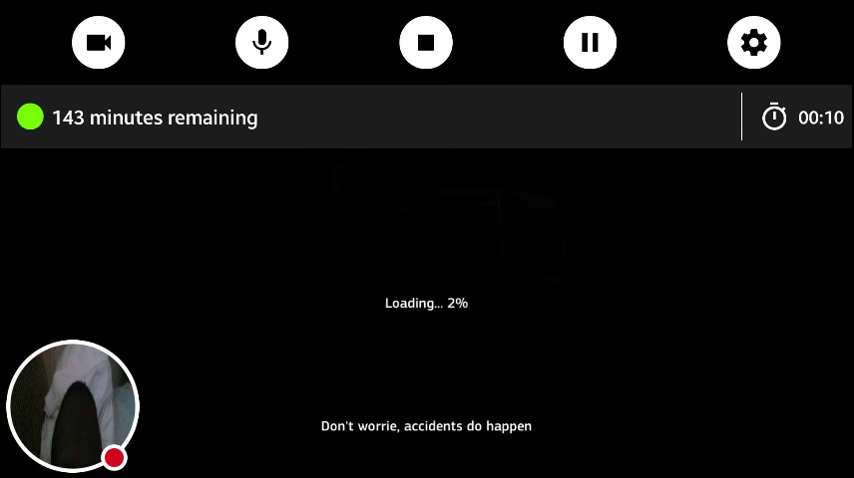 143 minutes remaining
00:10
Loading... 2%
Don't worrie, accidents do happen